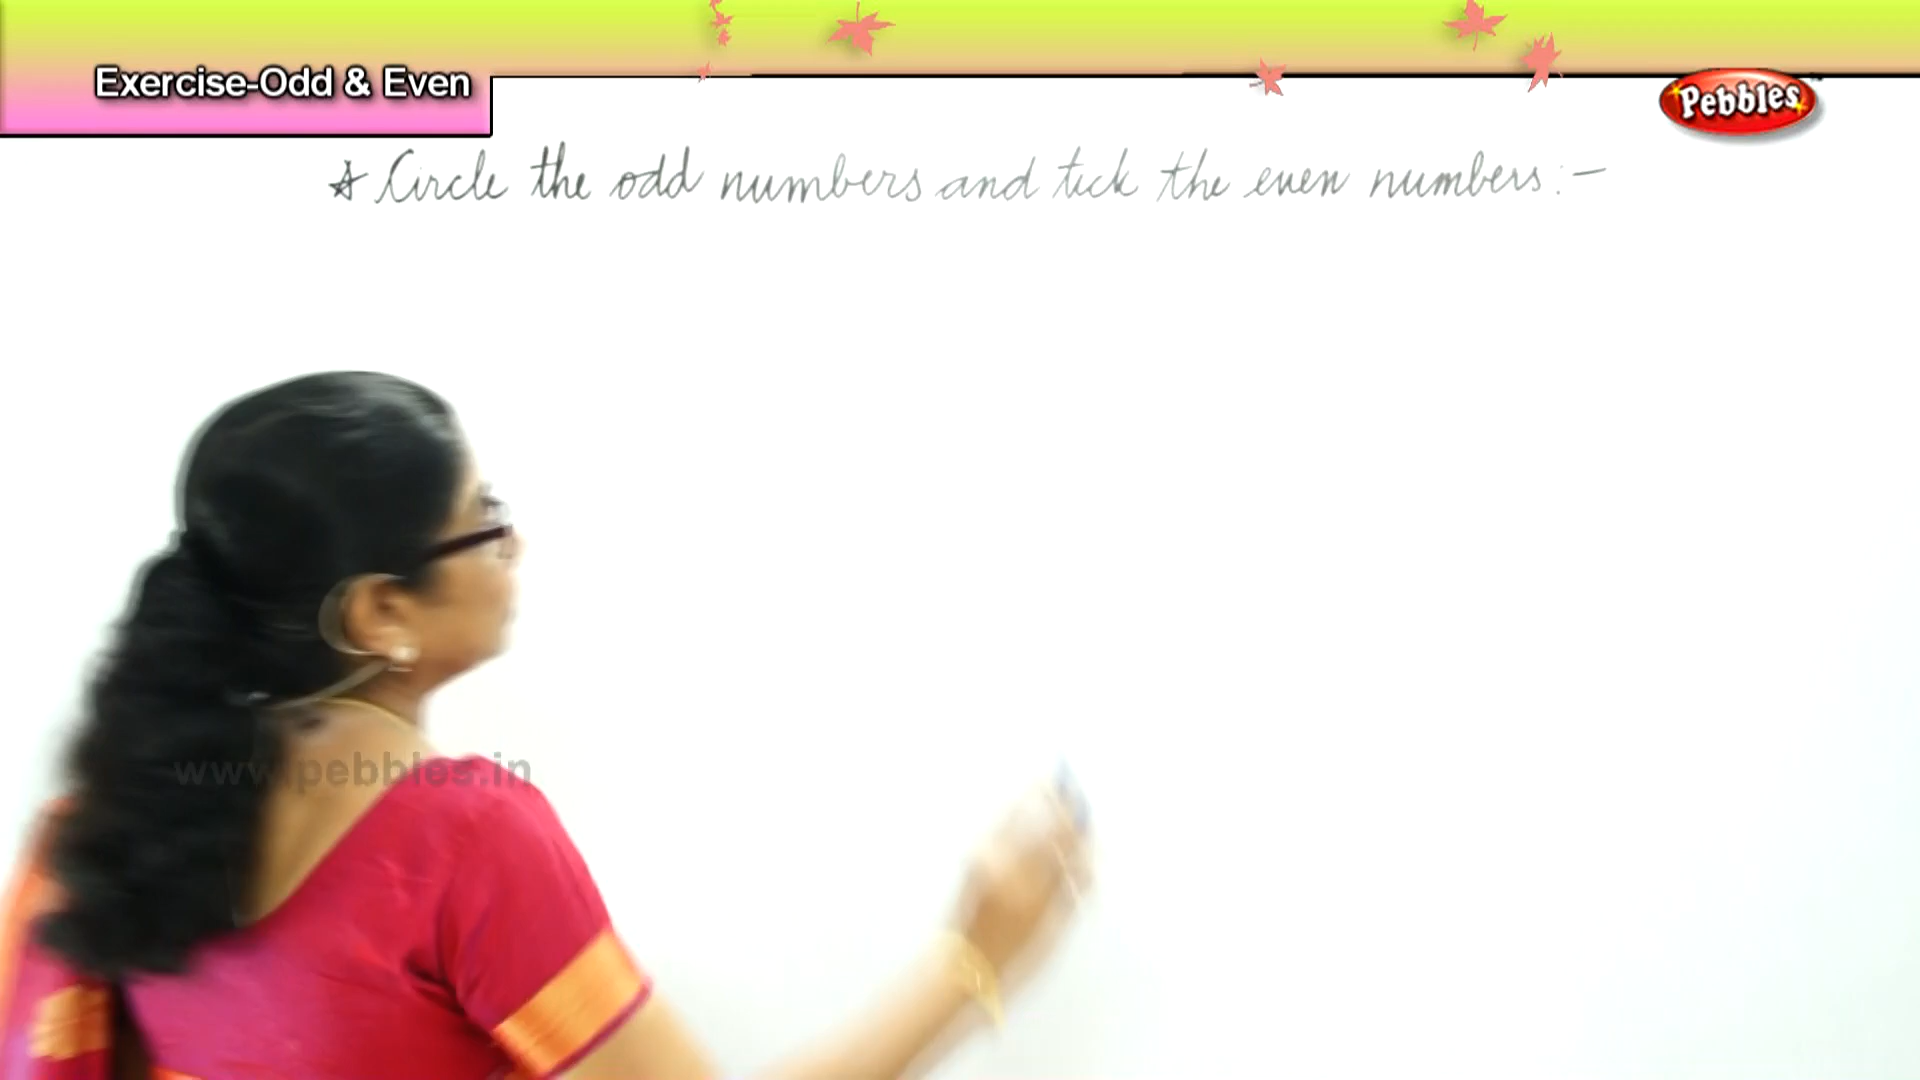 Exercise-Odd & Even
Pebbles
☆ Circle the odd numbers and tick the even numbers:-
www.pebbles.in